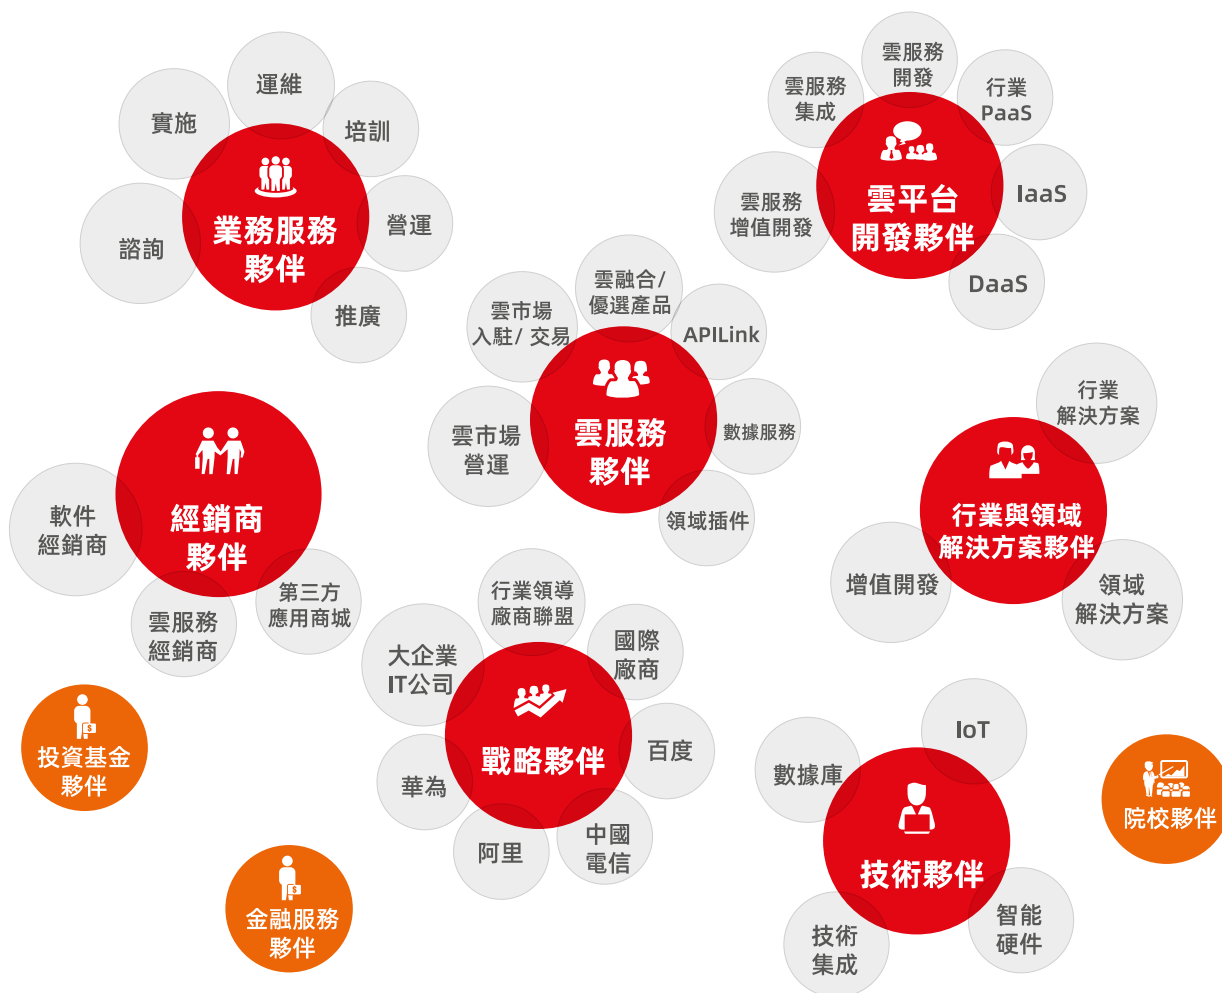 運維
實施
培訓
諮詢
營運
推廣
業務服務
夥伴
雲服務
開發
雲服務
集成
行業
PaaS
雲服務
增值開發
IaaS
DaaS
雲平台
開發夥伴
雲融合/
優選產品
雲市場
入駐/ 交易
APILink
雲市場
營運
數據服務
領域插件
雲服務
夥伴
行業
解決方案
增值開發
領域
解決方案
行業與領域
解決方案夥伴
經銷商
夥伴
軟件
經銷商
雲服務
經銷商
第三方
應用商城
行業領導
廠商聯盟
大企業
IT公司
國際
廠商
百度
華為
阿里
中國
電信
戰略夥伴
IoT
數據庫
技術夥伴
技術
集成
智能
硬件
投資基金
夥伴
金融服務
夥伴
院校夥伴